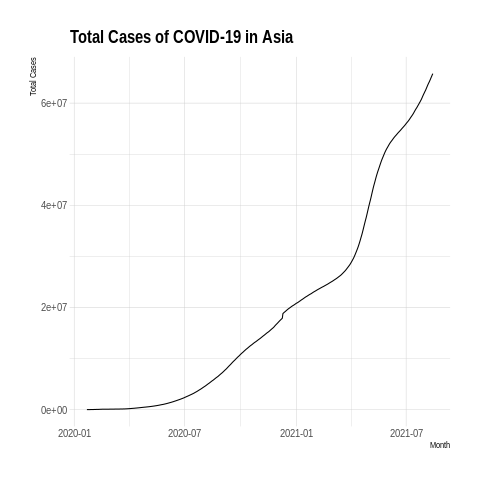 Total Cases of COVID-19 in Asia
Total Cases
6e+07
4e+07
2e+07
0e+00
2020-01 2020-07 2021-01 2021-07
Month